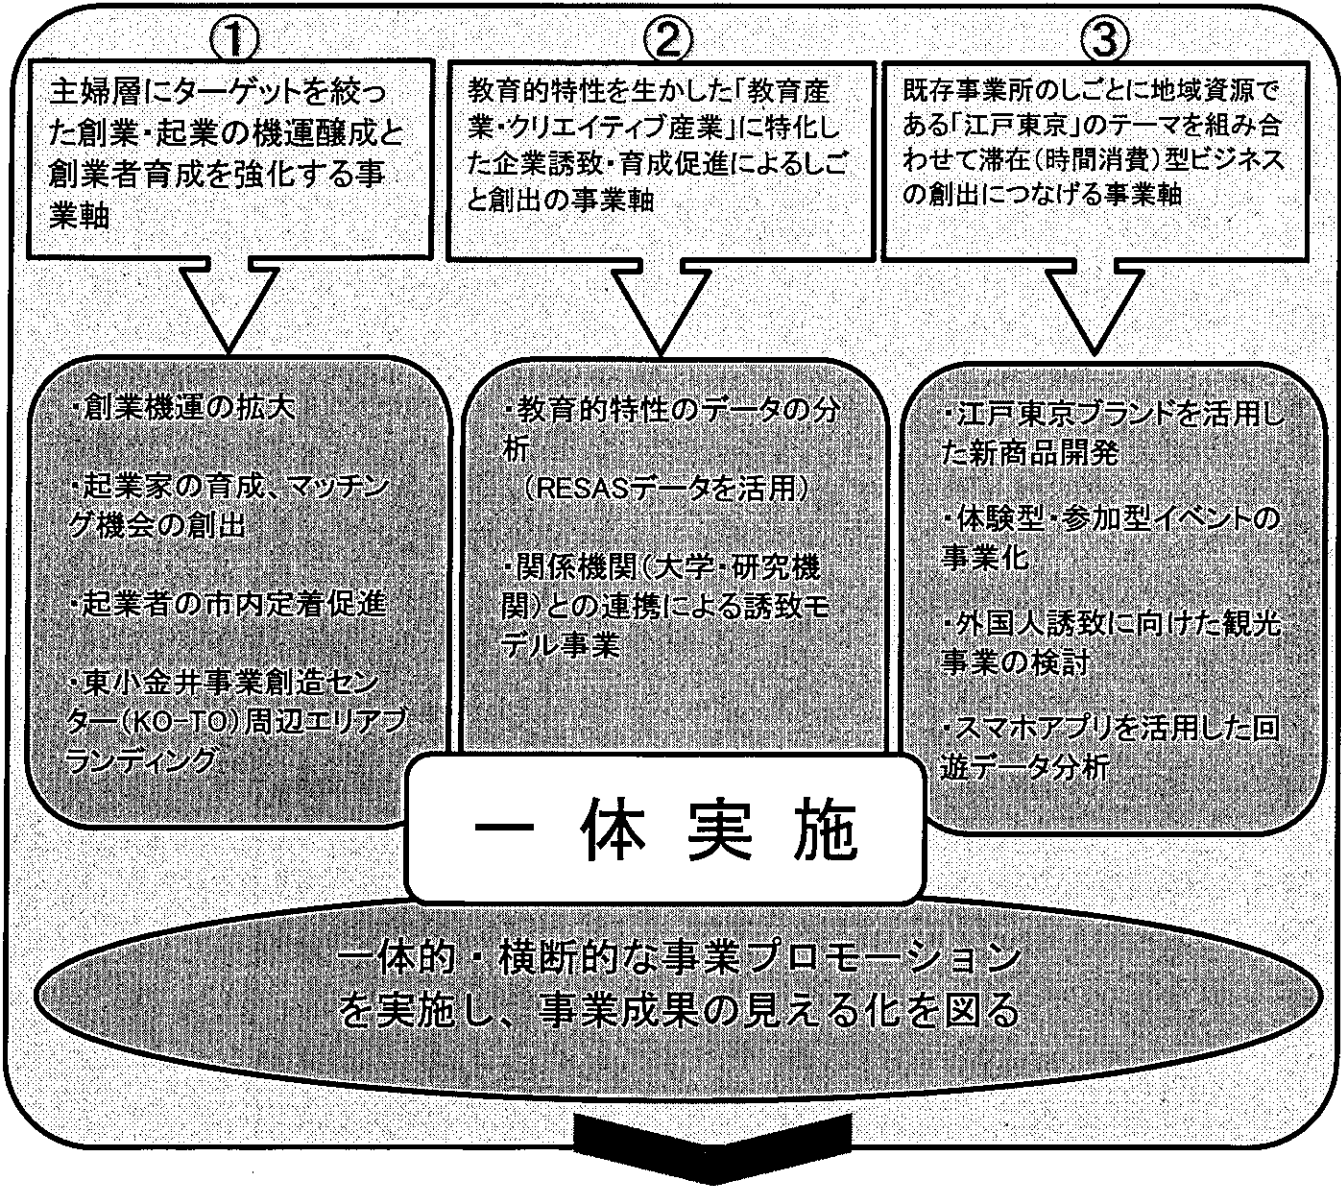 ①
主婦層にターゲットを絞っ
た創業・起業の機運醸成と
創業者育成を強化する事
業軸
②
教育的特性を生かした「教育産
業・クリエイティブ産業」に特化し
た企業誘致・育成促進によるしご
と創出の事業軸
③
既存事業所のしごとに地域資源で
ある「江戸東京」のテーマを組み合
わせて滞在(時間消費)型ビジネス
の創出につなげる事業軸
・創業機運の拡大
・起業家の育成、マッチン
グ機会の創出
・起業者の市内定着促進
・東小金井事業創造セン
ター(KO-TO)周辺エリアブ
ランディング
・教育的特性のデータの分
析
（RESASデータを活用）
・関係機関(大学・研究機
関)との連携による誘致モ
デル事業
・江戸東京ブランドを活用し
た新商品開発
・体験型・参加型イベントの
事業化
・外国人誘致に向けた観光
事業の検討
・スマホアプリを活用した回
遊データ分析
一体実施
一体的・横断的な事業プロモーション
を実施し、事業成果の見える化を図る